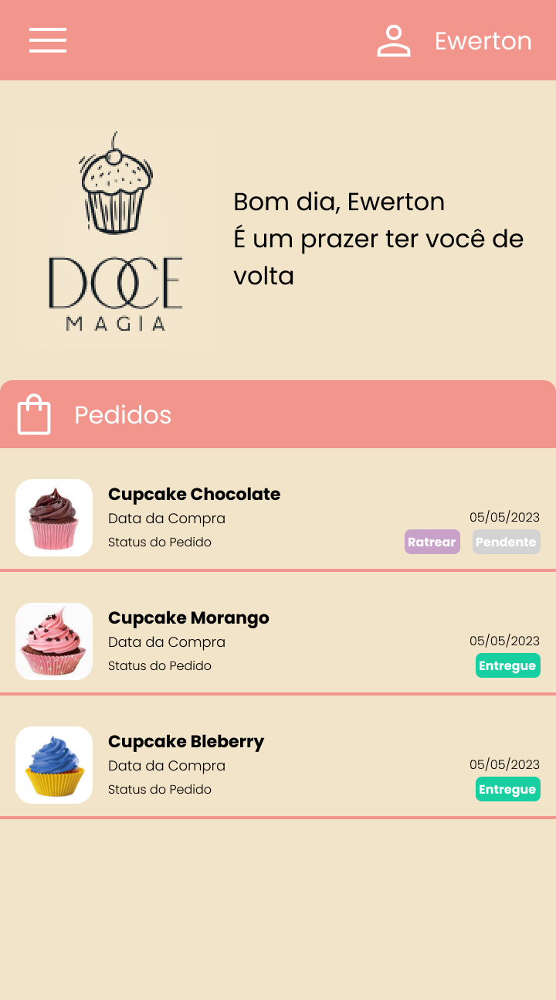 Ewerton
DOCE
MAGIA
Bom dia, Ewerton
É um prazer ter você de
volta
Pedidos
Cupcake Chocolate
Data da Compra 05/05/2023
Status do Pedido Ratrear Pendente
Cupcake Morango
Data da Compra 05/05/2023
Status do Pedido Entregue
Cupcake Bleberry
Data da Compra 05/05/2023
Status do Pedido Entregue